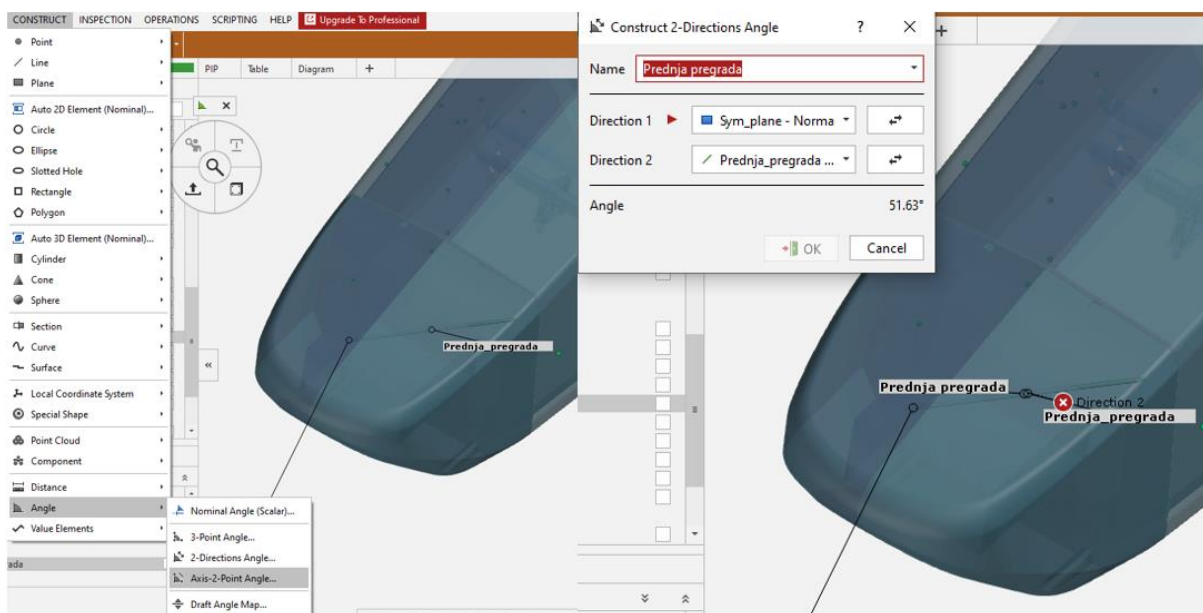 CONSTRUCT INSPECTION OPERATIONS SCRIPTING HELP Upgrade To Professional
PIP Table Diagram +
Point
Line
Plane
Auto 2D Element (Nominal)...
Circle
Ellipse
Slotted Hole
Rectangle
Polygon
Auto 3D Element (Nominal)...
Cylinder
Cone
Sphere
Section
Curve
Surface
Local Coordinate System
Special Shape
Point Cloud
Component
Distance
Angle
Value Elements
ada
Nominal Angle (Scalar)...
3-Point Angle...
2-Directions Angle...
Axis-2-Point Angle...
Draft Angle Map...
Prednja_pregrada
Construct 2-Directions Angle ? X
Name Prednja pregrada
Direction 1 Sym_plane - Norma
Direction 2 Prednja_pregrada ...
Angle 51.63°
OK Cancel
+
Prednja pregrada
Direction 2
Prednja_pregrada